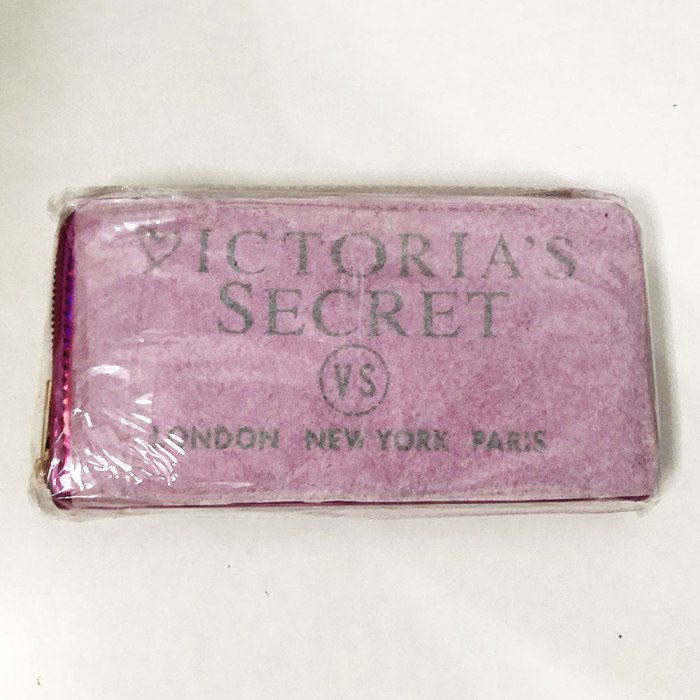 VICTORIA'S
SECRET
VS
LONDON NEW YORK PARIS